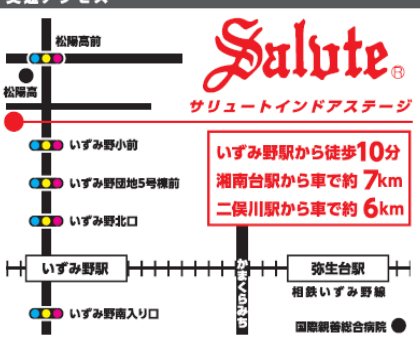 松陽高前
Salute®
松陽高
サリュートインドアステージ
いずみ野小前
いずみ野駅から徒歩10分
湘南台駅から車で約7km
二俣川駅から車で約6km
いずみ野団地5号棟前
いずみ野北口
いずみ野駅
かまくらみち
弥生台駅
相鉄いずみ野線
いずみ野南入り口
国際親善総合病院